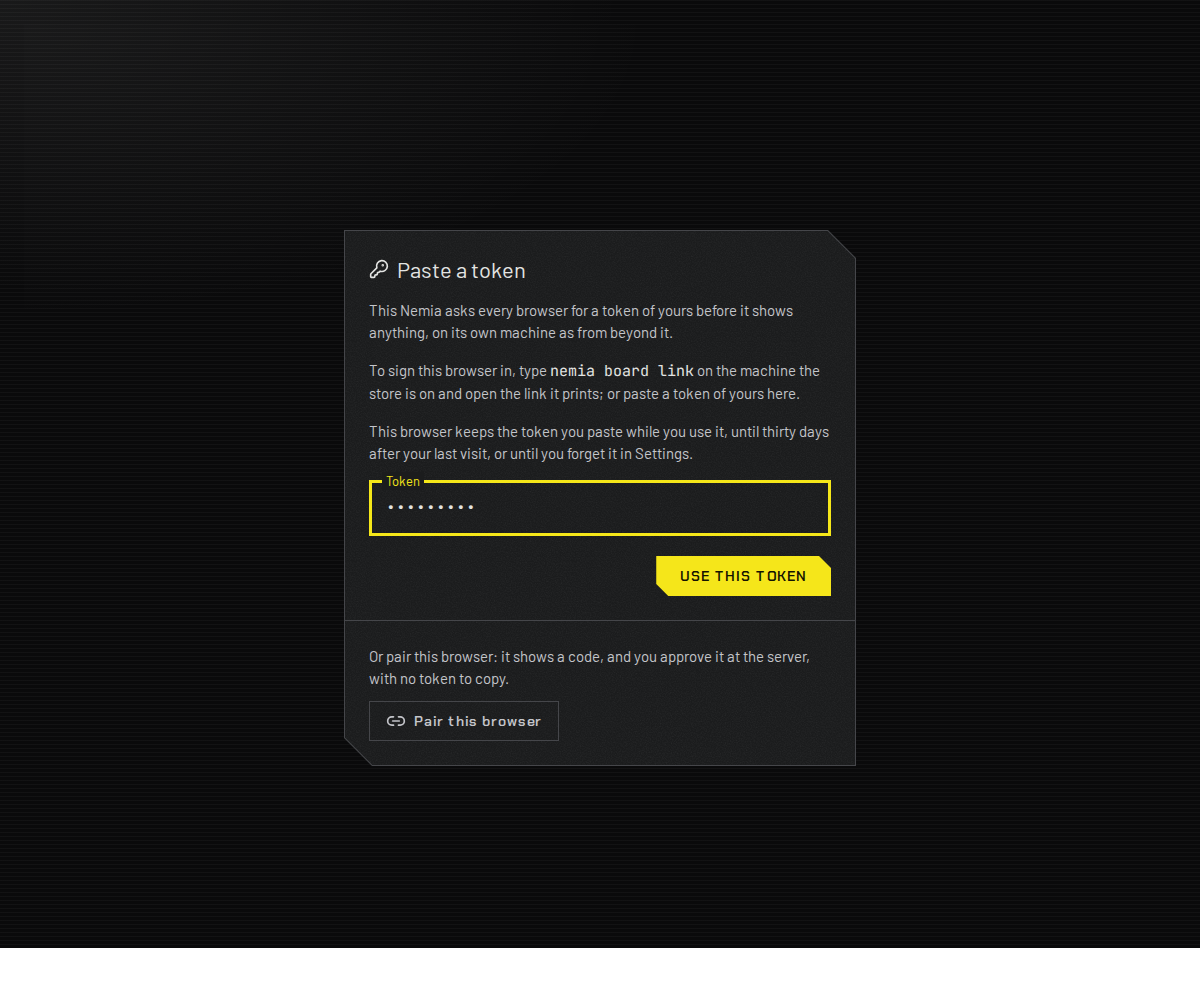 Paste a token
This Nemia asks every browser for a token of yours before it shows
anything, on its own machine as from beyond it.
To sign this browser in, type nemia board link on the machine the
store is on and open the link it prints; or paste a token of yours here.
This browser keeps the token you paste while you use it, until thirty days
after your last visit, or until you forget it in Settings.
Token
•••••••••
USE THIS TOKEN
Or pair this browser: it shows a code, and you approve it at the server,
with no token to copy.
Pair this browser